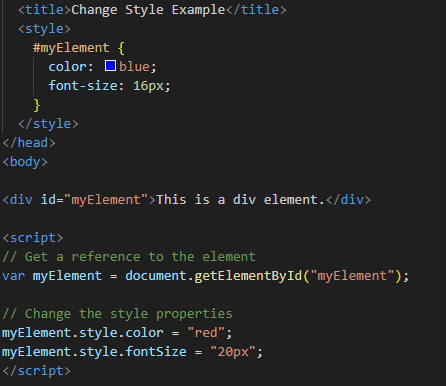 <title>Change Style Example</title>
<style>
#myElement {
color: blue;
font-size: 16px;
}
</style>
</head>
<body>
<div id="myElement">This is a div element.</div>
<script>
// Get a reference to the element
var myElement = document.getElementById("myElement");
// Change the style properties
myElement.style.color = "red";
myElement.style.fontSize = "20px";
</script>